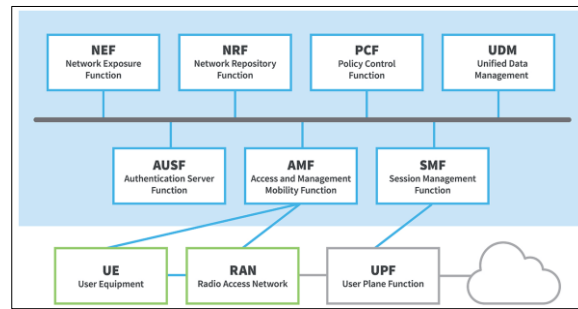 NEF
Network Exposure
Function
NRF
Network Repository
Function
PCF
Policy Control
Function
UDM
Unified Data
Management
AUSF
Authentication Server
Function
AMF
Access and Management
Mobility Function
SMF
Session Management
Function
UE
User Equipment
RAN
Radio Access Network
UPF
User Plane Function